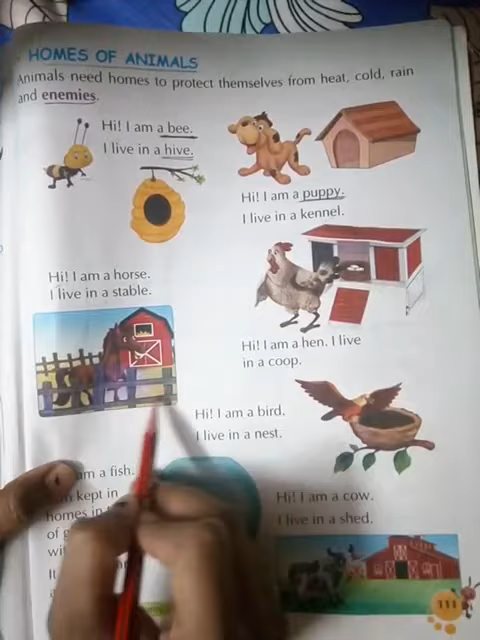 HOMES OF ANIMALS
Animals need homes to protect themselves from heat, cold, rain
and enemies.
Hi! I am a bee.
I live in a hive.
Hi! I am a puppy.
I live in a kennel.
Hi! I am a horse.
I live in a stable.
Hi! I am a hen. I live
in a coop.
Hi! I am a bird.
I live in a nest.
am a fish.
kept in
homes in
of
Hi! I am a cow.
I live in a shed.
111